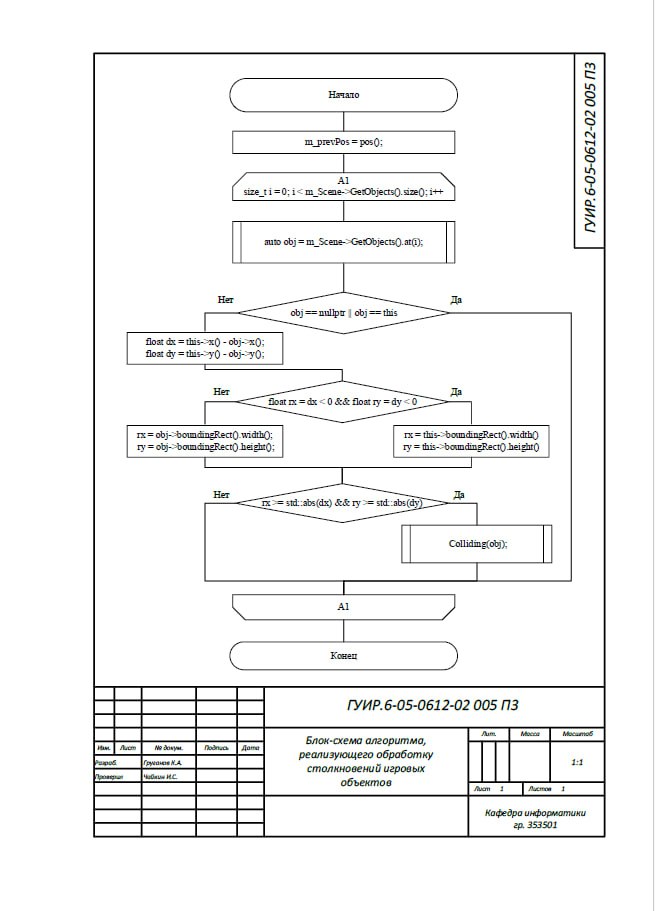 ГУИР.6-05-0612-02 005 ПЗ
Начало
m_prevPos = pos();
A1
size_t i = 0; i < m_Scene->GetObjects().size(); i++
auto obj = m_Scene->GetObjects().at(i);
Нет
Да
obj == nullptr || obj == this
float dx = this->x() - obj->x();
float dy = this->y() - obj->y();
Нет
Да
float rx = dx < 0 && float ry = dy < 0
rx = obj->boundingRect().width();
ry = obj->boundingRect().height();
rx = this->boundingRect().width()
ry = this->boundingRect().height()
Нет
Да
rx >= std::abs(dx) && ry >= std::abs(dy)
Colliding(obj);
A1
Конец
ГУИР.6-05-0612-02 005 ПЗ
Изм. Лист № докум. Подпись Дата
Разраб. Груганов К.А.
Проверил Чайкин И.С.
Блок-схема алгоритма,
реализующего обработку
столкновений игровых
объектов
Лит. Масса Масштаб
1:1
Лист 1 Листов 1
Кафедра информатики
гр. 353501